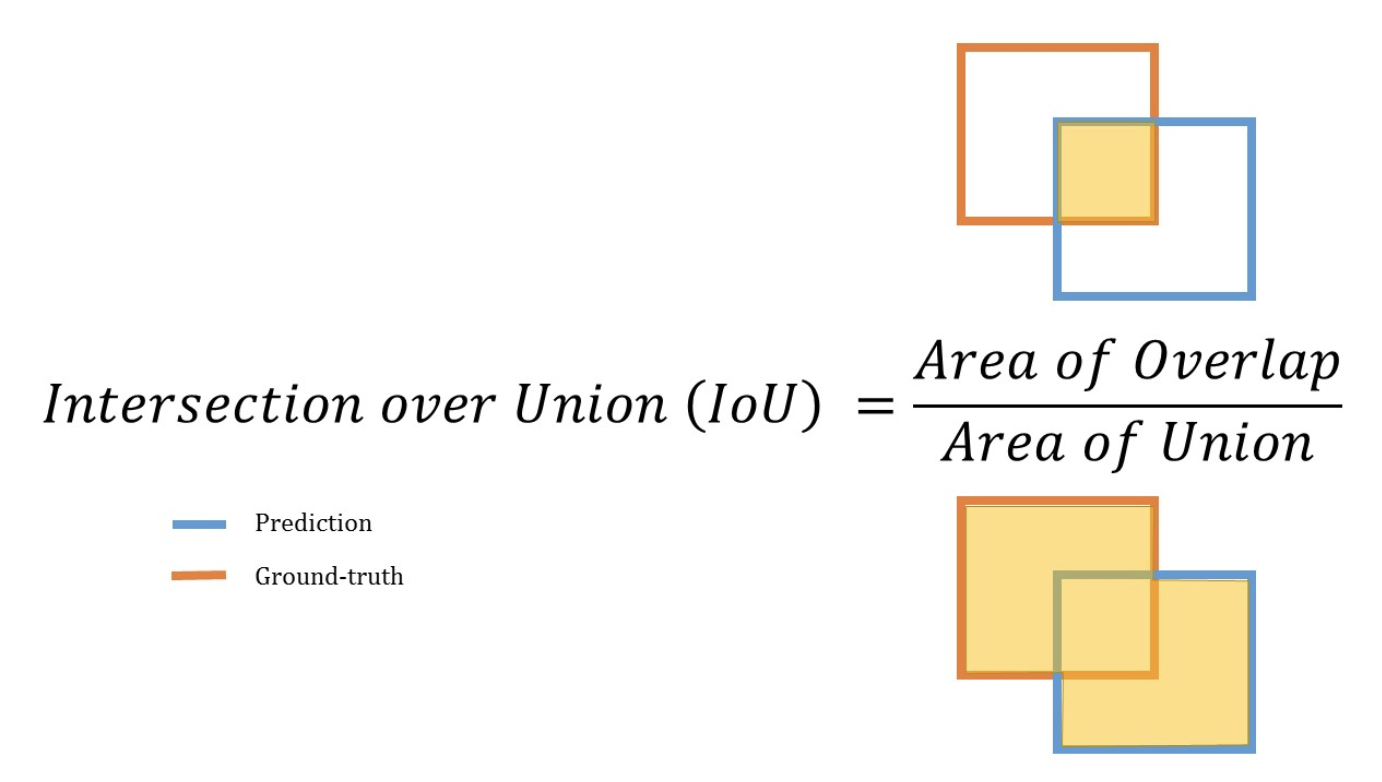 Intersection over Union (IoU) = Area of Overlap
Area of Union
Prediction
Ground-truth